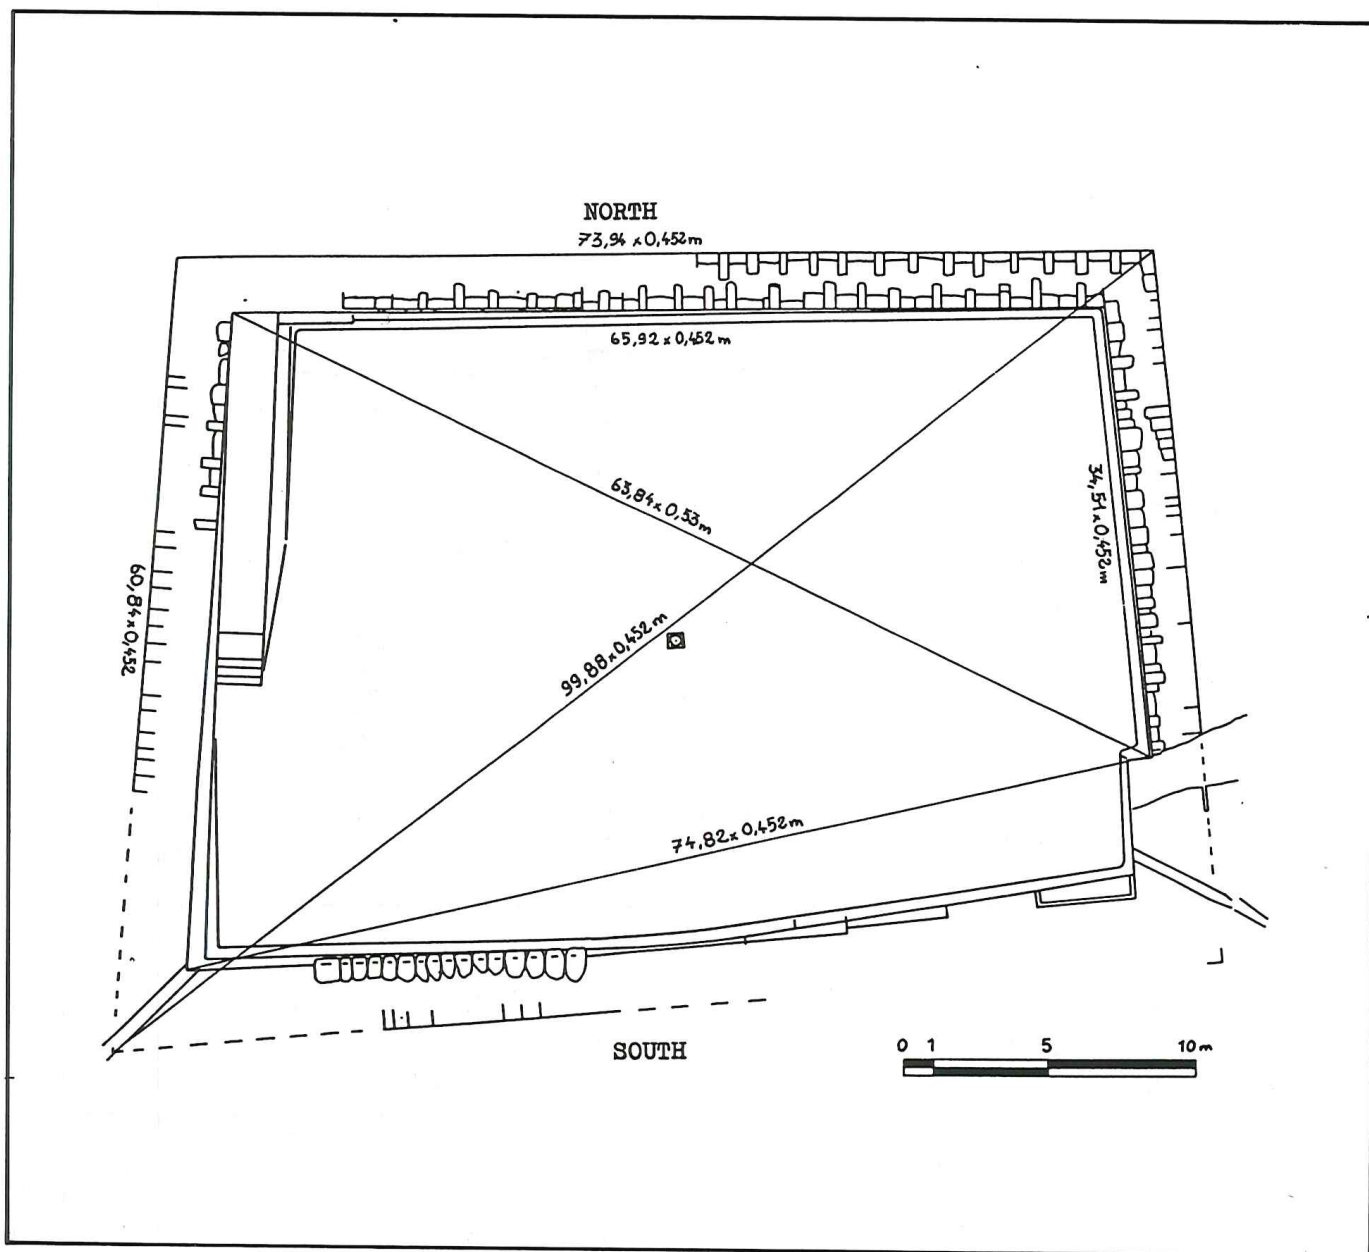 NORTH
73,94 x 0,452m
65,92 x 0,452m
63,84 x 0,53m
34,51 x 0,452m
99,88 x 0,452m
60,84 x 0,452
74,82 x 0,452m
SOUTH
0 1 5 10m